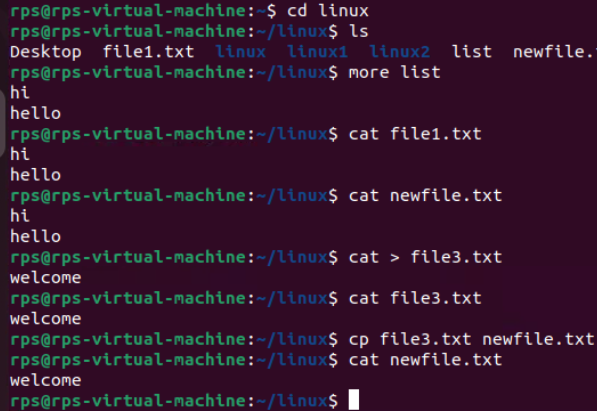 rps@rps-virtual-machine:~$ cd linux
rps@rps-virtual-machine:~/linux$ ls
Desktop file1.txt linux linux1 linux2 list newfile.
rps@rps-virtual-machine:~/linux$ more list
hi
hello
rps@rps-virtual-machine:~/linux$ cat file1.txt
hi
hello
rps@rps-virtual-machine:~/linux$ cat newfile.txt
hi
hello
rps@rps-virtual-machine:~/linux$ cat > file3.txt
welcome
rps@rps-virtual-machine:~/linux$ cat file3.txt
welcome
rps@rps-virtual-machine:~/linux$ cp file3.txt newfile.txt
rps@rps-virtual-machine:~/linux$ cat newfile.txt
welcome
rps@rps-virtual-machine:~/linux$